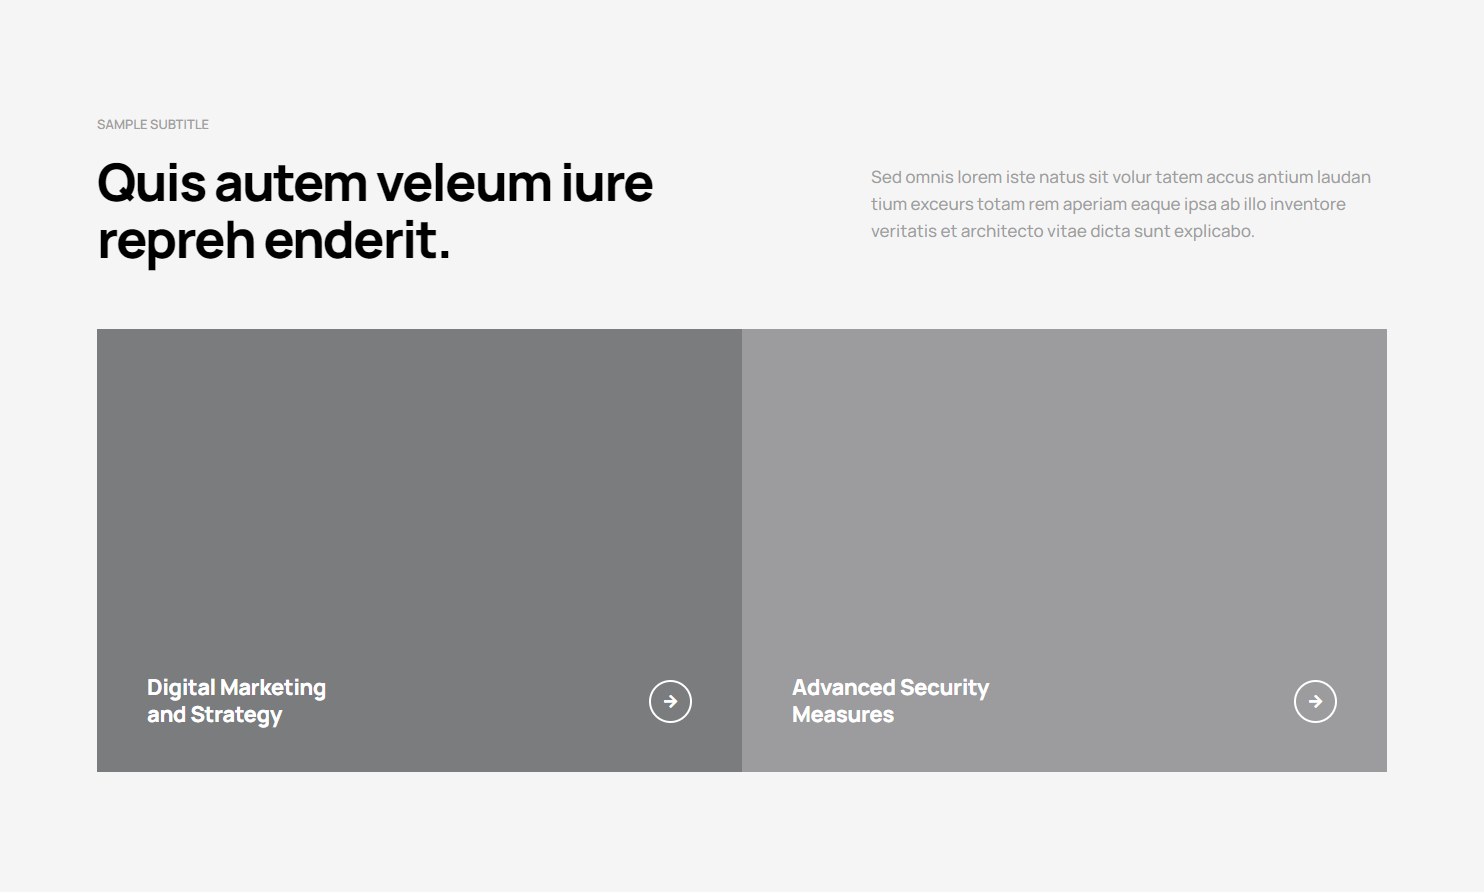 SAMPLE SUBTITLE
Quis autem veleum iure
repreh enderit.
Sed omnis lorem iste natus sit volur tatem accus antium laudan
tium exceurs totam rem aperiam eaque ipsa ab illo inventore
veritatis et architecto vitae dicta sunt explicabo.
Digital Marketing
and Strategy
Advanced Security
Measures